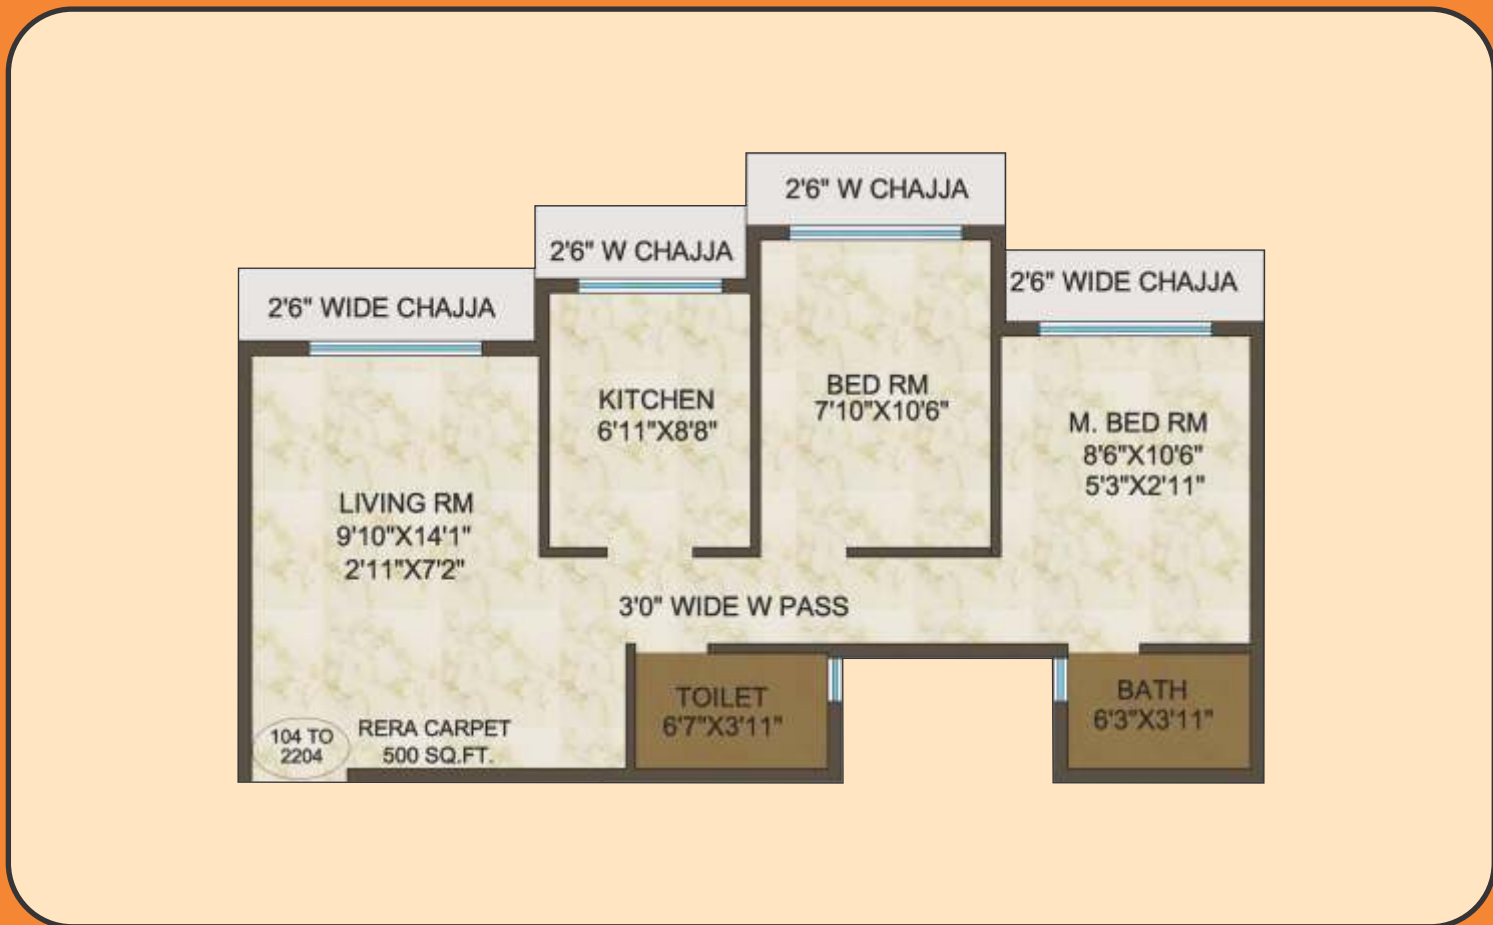 2'6" W CHAJJA
2'6" W CHAJJA
2'6" WIDE CHAJJA
2'6" WIDE CHAJJA
KITCHEN
6'11"X8'8"
BED RM
7'10"X10'6"
M. BED RM
8'6"X10'6"
5'3"X2'11"
LIVING RM
9'10"X14'1"
2'11"X7'2"
3'0" WIDE W PASS
TOILET
6'7"X3'11"
BATH
6'3"X3'11"
104 TO
2204
RERA CARPET
500 SQ.FT.